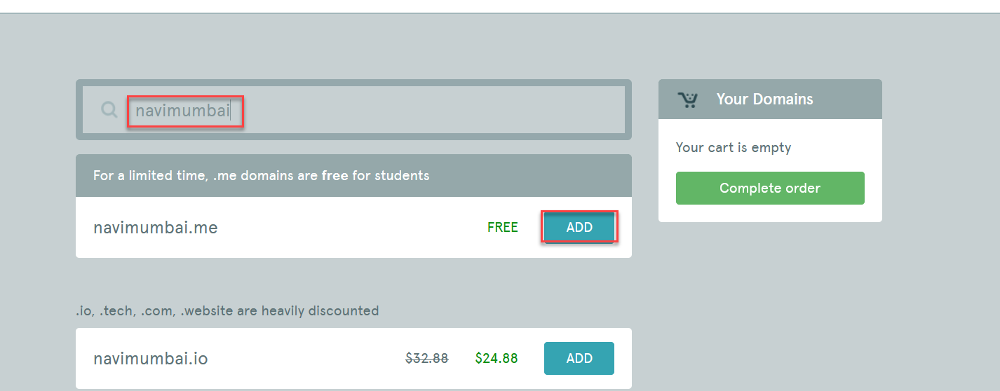 navimumbai
Your Domains
For a limited time, .me domains are free for students
navimumbai.me FREE ADD
Your cart is empty
Complete order
.io, .tech, .com, .website are heavily discounted
navimumbai.io $32.88 $24.88 ADD